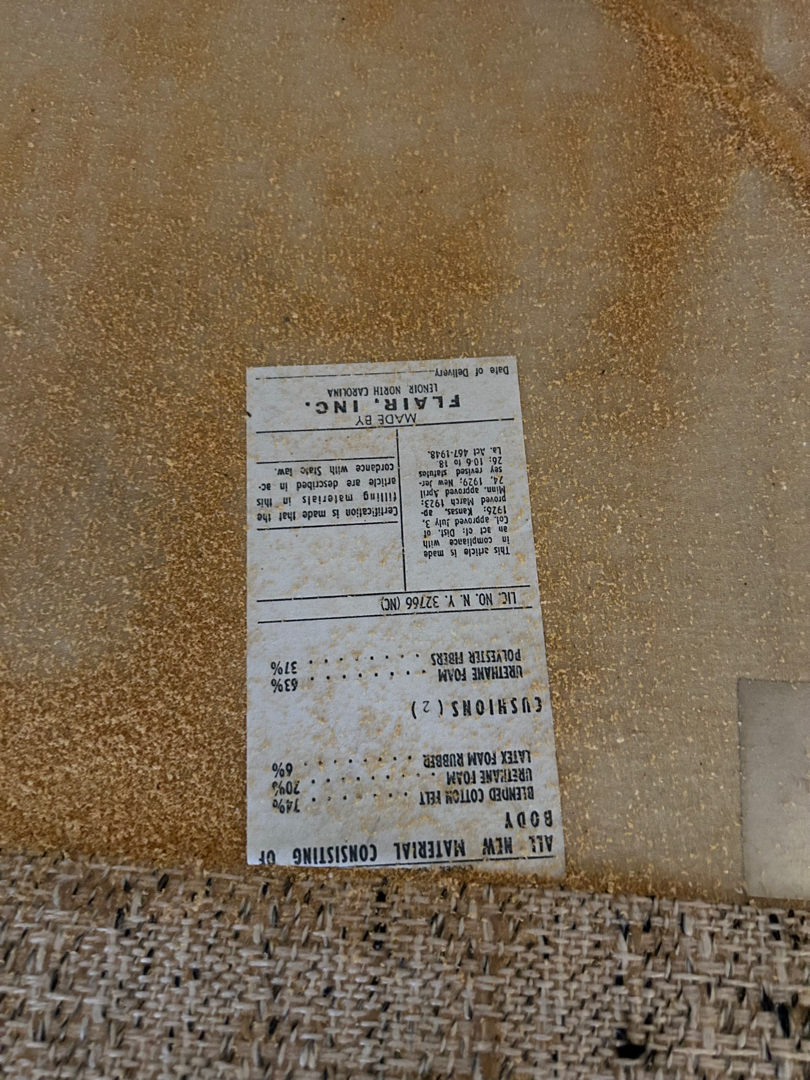 ALL NEW MATERIAL CONSISTING OF
BODY
BLENDED COTTON FELT . . . . . . 74%
URETHANE FOAM . . . . . . 20%
LATEX FOAM RUBBER . . . . . . 6%
CUSHIONS (2)
URETHANE FOAM . . . . . . 63%
POLYESTER FIBERS . . . . . . 37%
LIC. NO. N. Y. 32766 (NC)
This article is made
in compliance with
an act of: Dist. of
Col. approved July 3,
1926; Kansas, ap-
proved March 1923;
Minn. approved April
24, 1929; New Jer-
sey revised statutes
26: 10-6 to 18
La. Act 467-1948.
Certification is made that the
filling materials in this
article are described in ac-
cordance with State law.
MADE BY
FLAIR, INC.
LENOIR, NORTH CAROLINA
Date of Delivery